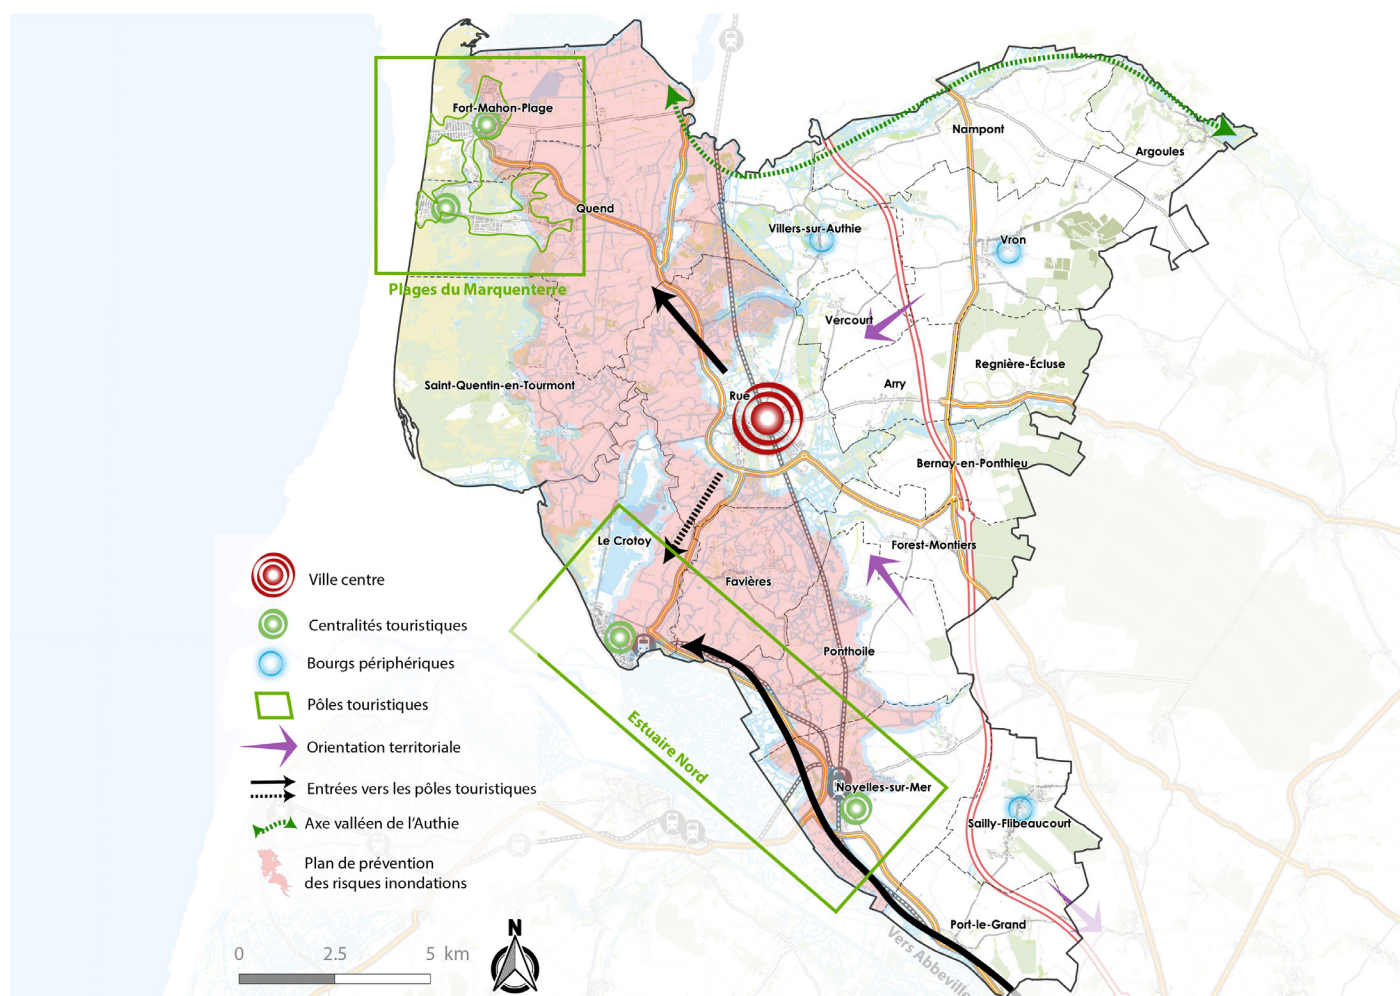 Fort-Mahon-Plage
Nampont
Argoules
Quend
Villers-sur-Authie
Vron
Plages du Marquenterre
Vercourt
Regnière-Écluse
Saint-Quentin-en-Tourmont
Arry
Rue
Bernay-en-Ponthieu
Le Crotoy
Forest-Montiers
Favières
Ponthoile
Estuaire Nord
Noyelles-sur-Mer
Sailly-Flibeaucourt
Port-le-Grand
Vers Abbeville
Ville centre
Centralités touristiques
Bourgs périphériques
Pôles touristiques
Orientation territoriale
Entrées vers les pôles touristiques
Axe valléen de l'Authie
Plan de prévention
des risques inondations
0 2.5 5 km
N